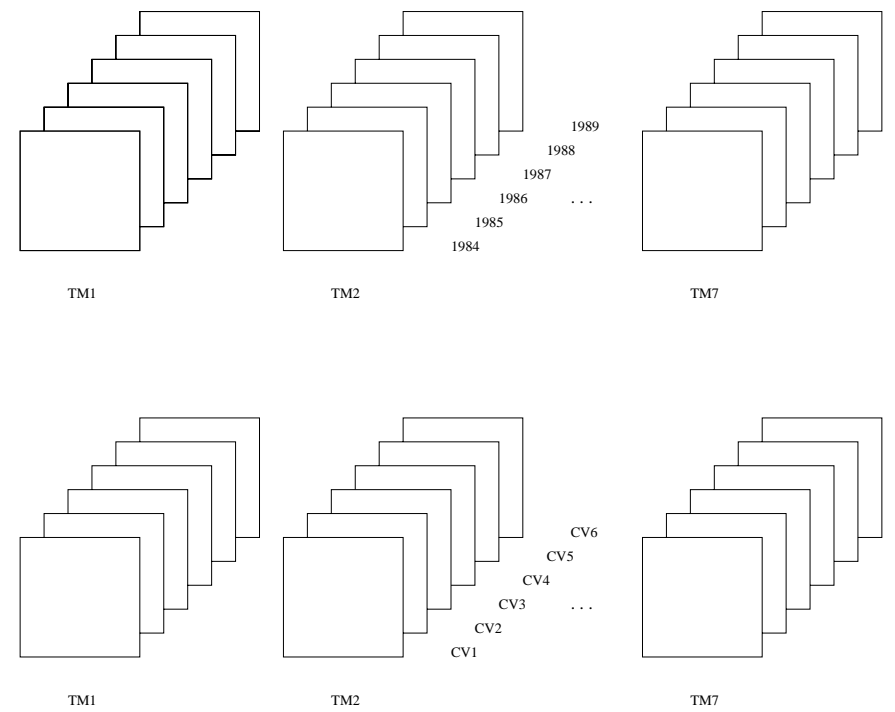 1989
1988
1987
1986 ...
1985
1984
TM1 TM2 TM7
CV6
CV5
CV4
CV3 ...
CV2
CV1
TM1 TM2 TM7